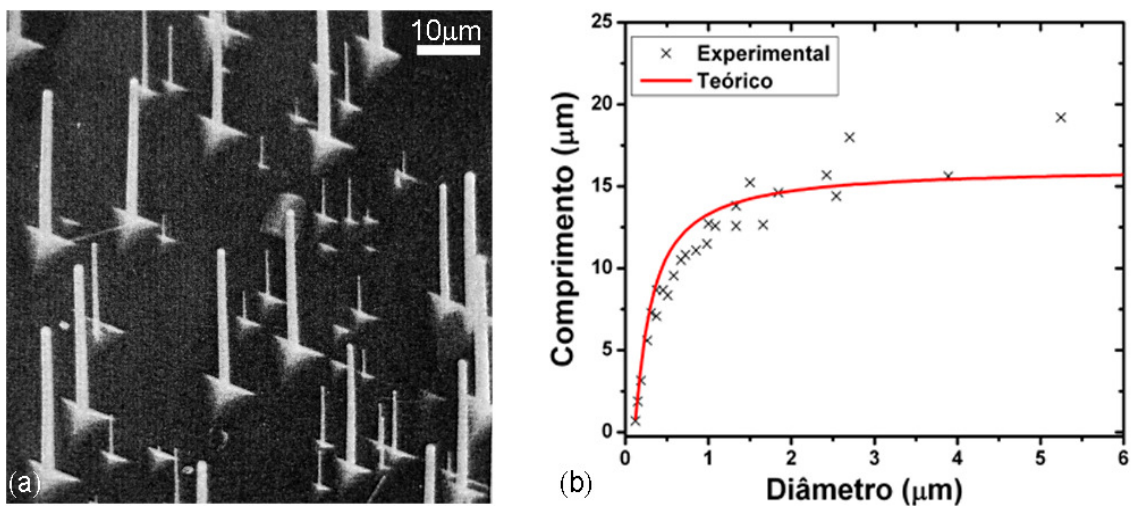 10μm
(a)
25
20
15
10
5
0
Comprimento (μm)
Experimental
Teórico
0 1 2 3 4 5 6
Diâmetro (μm)
(b)